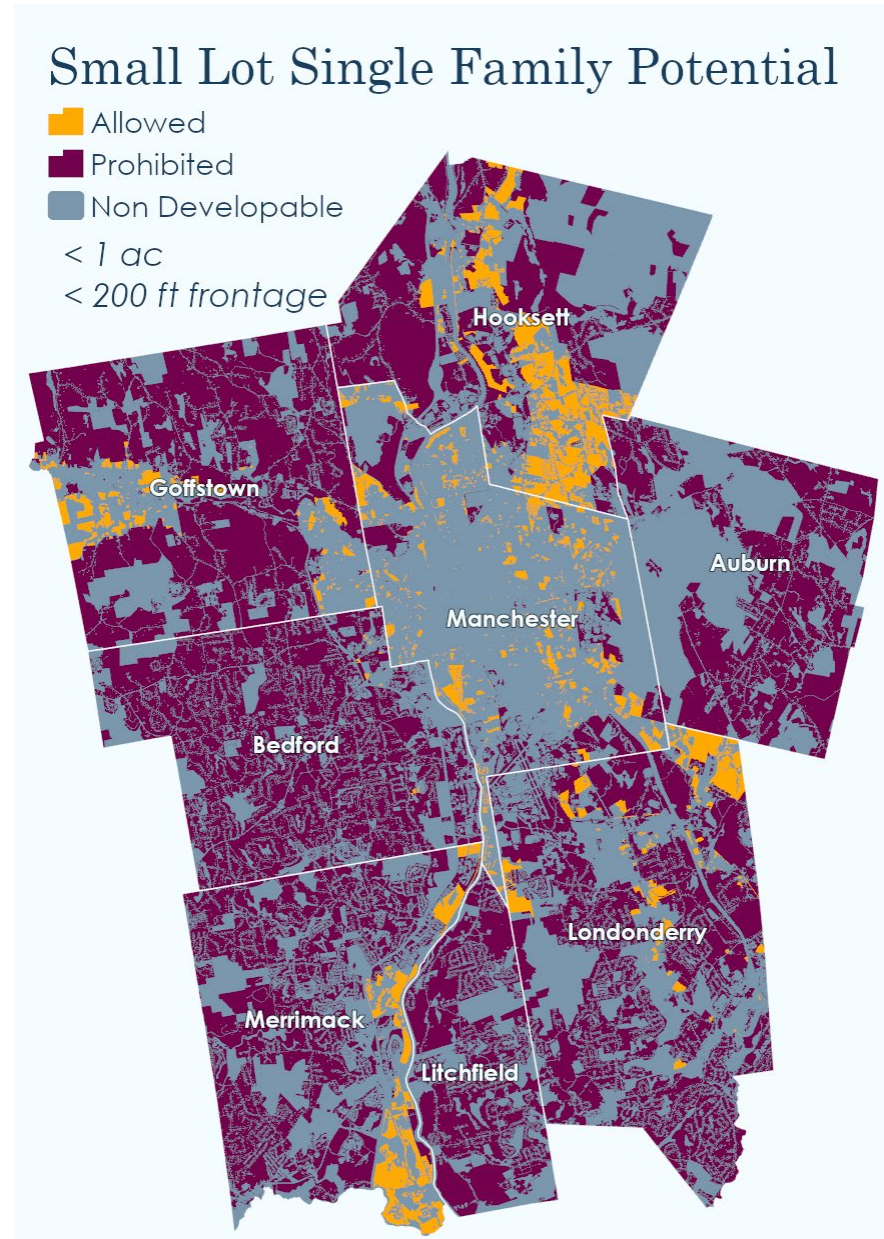 Small Lot Single Family Potential
Allowed
Prohibited
Non Developable
< 1 ac
< 200 ft frontage
Hooksett
Goffstown
Auburn
Manchester
Bedford
Londonderry
Merrimack
Litchfield